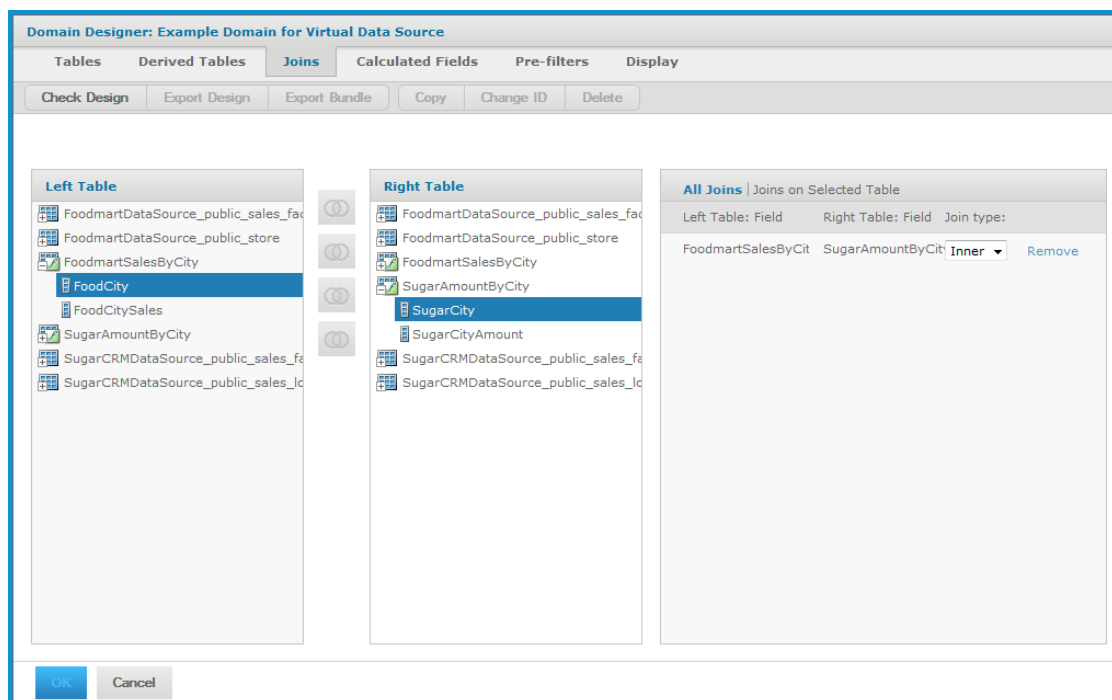 Domain Designer: Example Domain for Virtual Data Source
Tables Derived Tables Joins Calculated Fields Pre-filters Display
Check Design Export Design Export Bundle Copy Change ID Delete
Left Table
FoodmartDataSource_public_sales_fac
FoodmartDataSource_public_store
FoodmartSalesByCity
FoodCity
FoodCitySales
SugarAmountByCity
SugarCRMDataSource_public_sales_fa
SugarCRMDataSource_public_sales_lo
Right Table
FoodmartDataSource_public_sales_fac
FoodmartDataSource_public_store
FoodmartSalesByCity
SugarAmountByCity
SugarCity
SugarCityAmount
SugarCRMDataSource_public_sales_fa
SugarCRMDataSource_public_sales_lo
All Joins | Joins on Selected Table
Left Table: Field Right Table: Field Join type:
FoodmartSalesByCit SugarAmountByCit Inner Remove
OK Cancel